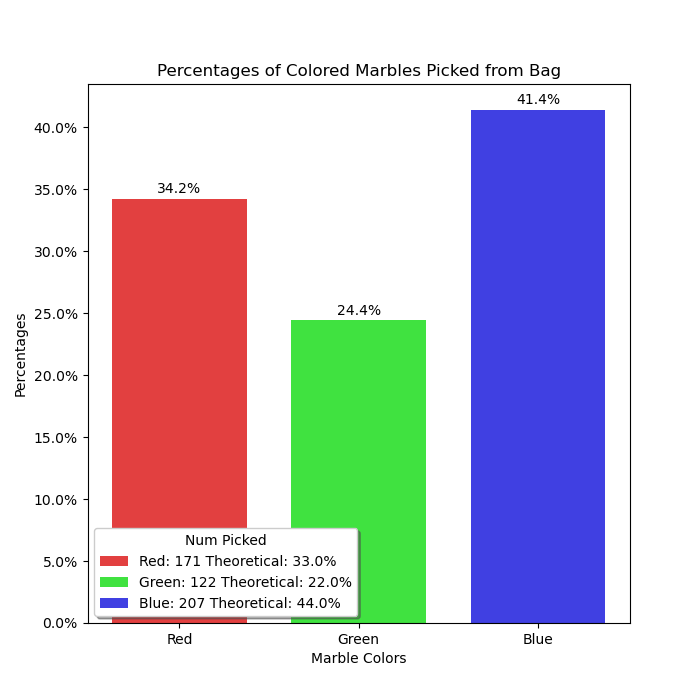 Percentages of Colored Marbles Picked from Bag
41.4%
40.0%
34.2%
35.0%
30.0%
24.4%
25.0%
20.0%
15.0%
10.0%
5.0%
0.0%
Percentages
Num Picked
Red: 171 Theoretical: 33.0%
Green: 122 Theoretical: 22.0%
Blue: 207 Theoretical: 44.0%
Red Green Blue
Marble Colors